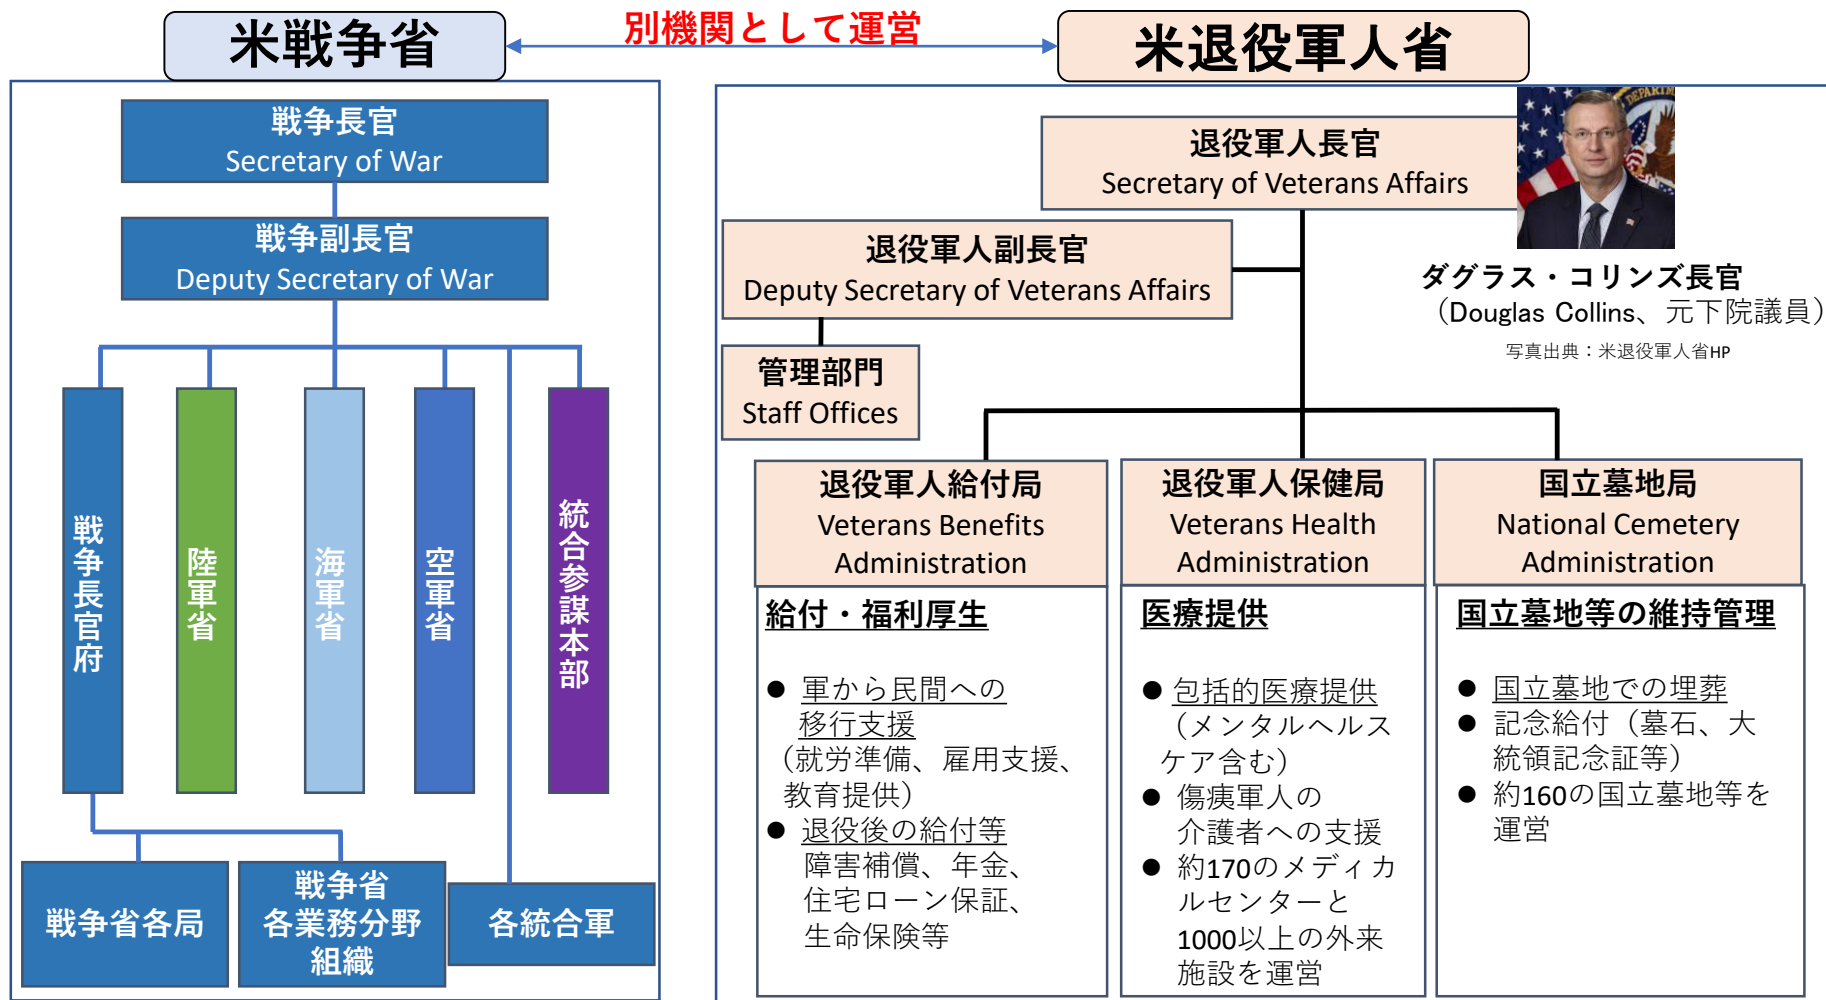 米戦争省
別機関として運営
米退役軍人省
戦争長官
Secretary of War
戦争副長官
Deputy Secretary of War
戦争長官府
陸軍省
海軍省
空軍省
統合参謀本部
戦争省各局
戦争省
各業務分野
組織
各統合軍
退役軍人長官
Secretary of Veterans Affairs
ダグラス・コリンズ長官
（Douglas Collins、元下院議員）
写真出典：米退役軍人省HP
退役軍人副長官
Deputy Secretary of Veterans Affairs
管理部門
Staff Offices
退役軍人給付局
Veterans Benefits
Administration
給付・福利厚生
● 軍から民間への
移行支援
（就労準備、雇用支援、
教育提供）
● 退役後の給付等
障害補償、年金、
住宅ローン保証、
生命保険等
退役軍人保健局
Veterans Health
Administration
医療提供
● 包括的医療提供
（メンタルヘルス
ケア含む）
● 傷痍軍人の
介護者への支援
● 約170のメディカ
ルセンターと
1000以上の外来
施設を運営
国立墓地局
National Cemetery
Administration
国立墓地等の維持管理
● 国立墓地での埋葬
● 記念給付（墓石、大
統領記念証等）
● 約160の国立墓地等を
運営